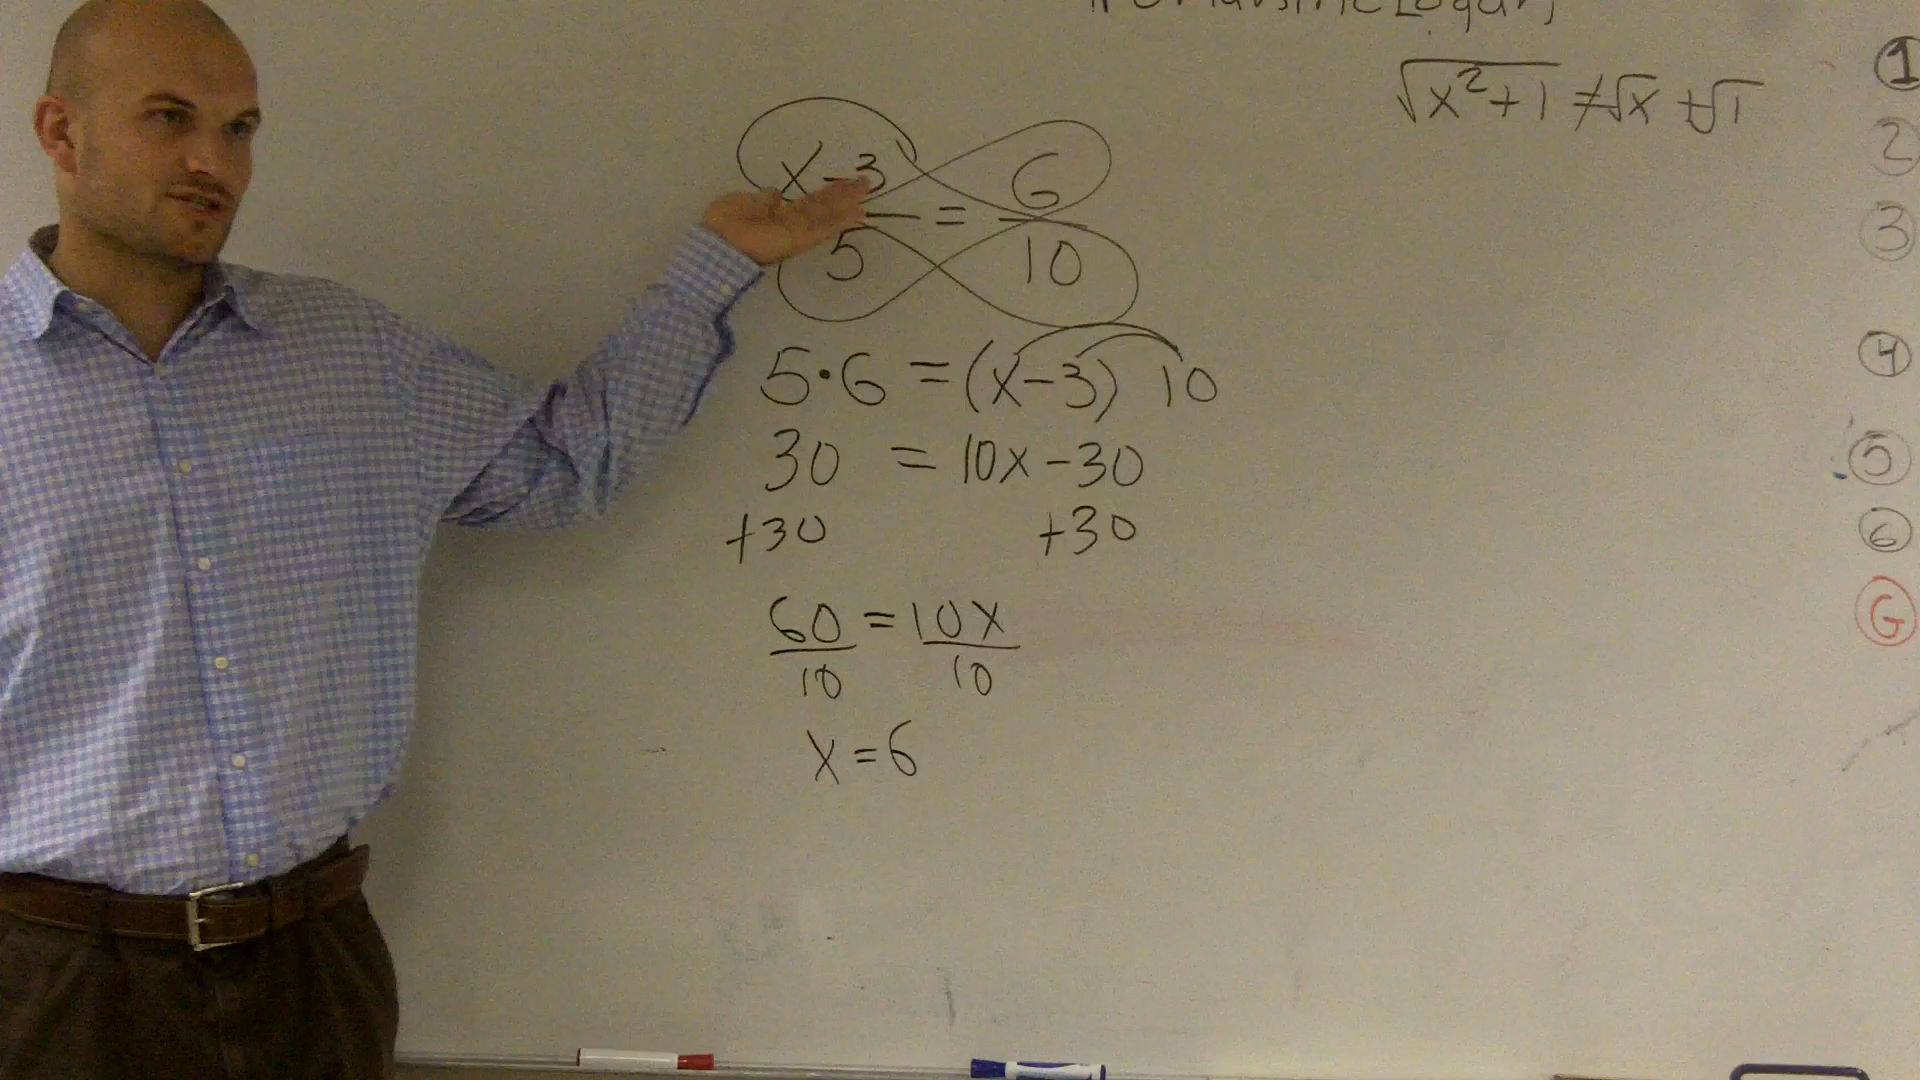 √x²+1 ≠ √x + √1
x-3 = 6
5 10
5·6 = (x-3) 10
30 = 10x-30
+30 +30
60 = 10x
10 10
x = 6
1
2
3
4
5
6
G